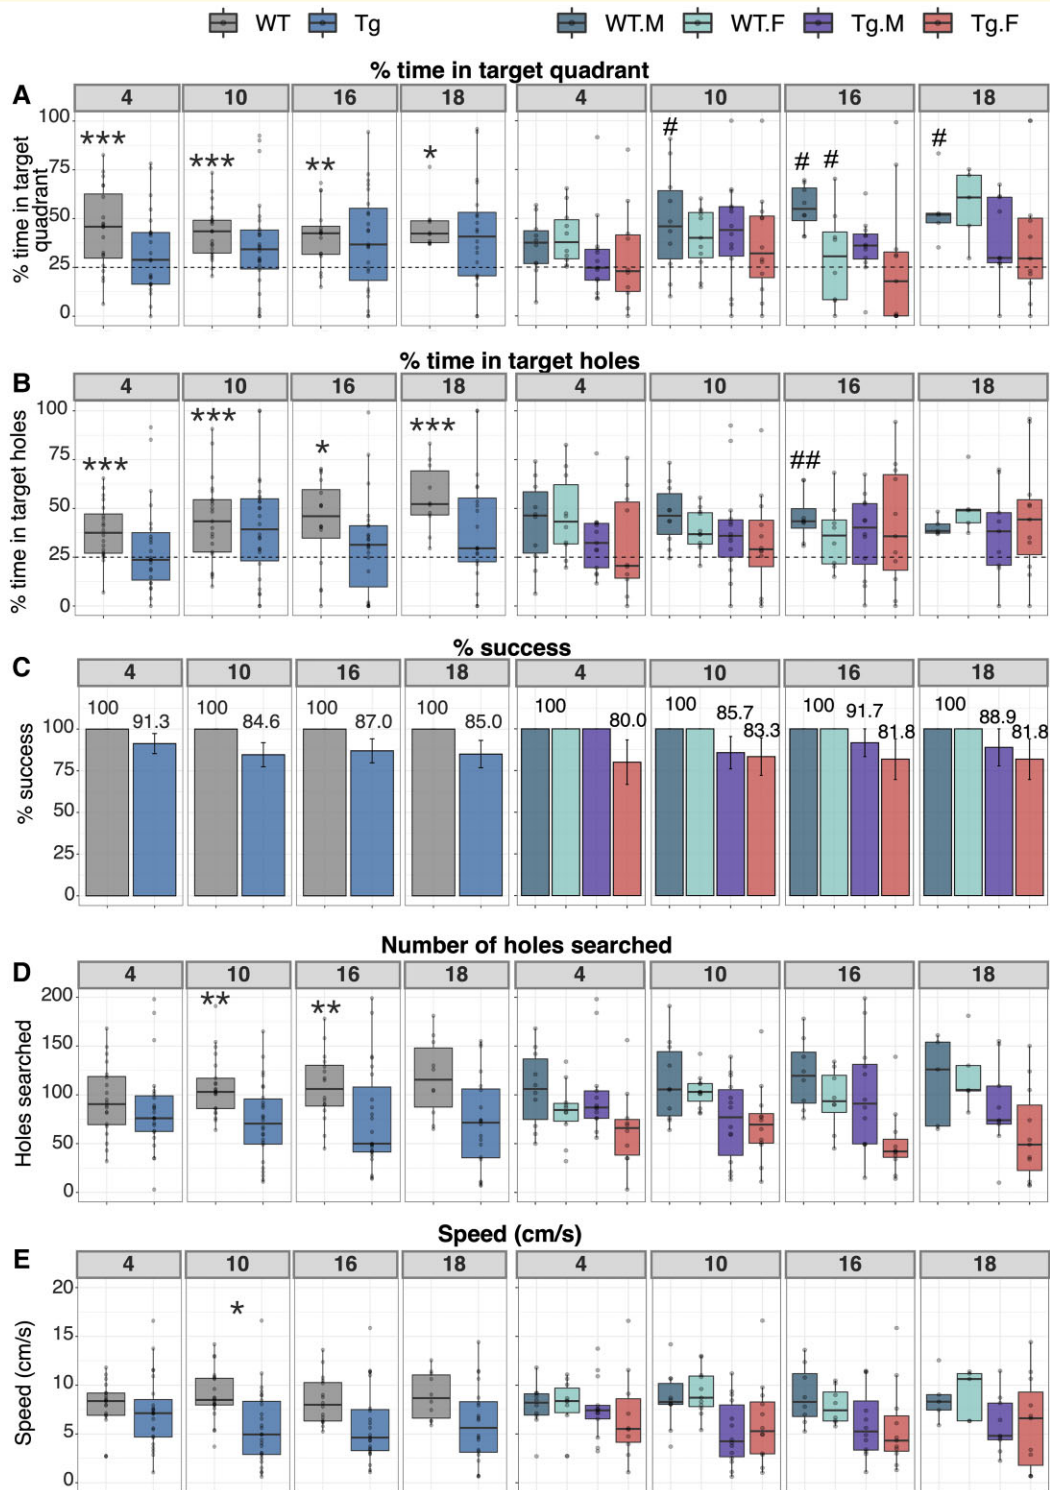 WT Tg WT.M WT.F Tg.M Tg.F
% time in target quadrant
A
4 10 16 18 4 10 16 18
% time in target
quadrant
100
75
50
25
0
*** *** ** * # # # #
% time in target holes
B
4 10 16 18 4 10 16 18
% time in target holes
100
75
50
25
0
*** *** * *** ##
% success
C
4 10 16 18 4 10 16 18
% success
100
75
50
25
0
100 91.3 100 84.6 100 87.0 100 85.0 100 80.0 100 85.7 83.3 100 91.7 81.8 100 88.9 81.8
Number of holes searched
D
4 10 16 18 4 10 16 18
Holes searched
200
150
100
50
0
** **
Speed (cm/s)
E
4 10 16 18 4 10 16 18
Speed (cm/s)
20
15
10
5
0
*